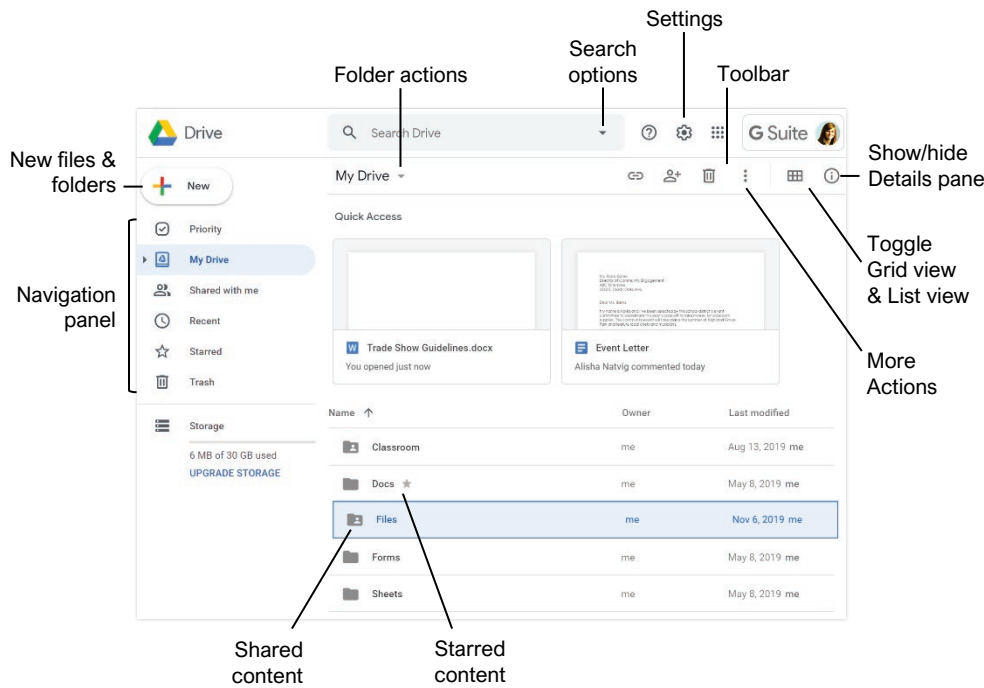 Settings
Search
options
Folder actions
Toolbar
Drive
Search Drive
G Suite
New files &
folders
New
My Drive
Show/hide
Details pane
Quick Access
Priority
My Drive
Shared with me
Recent
Starred
Trash
Navigation
panel
Toggle
Grid view
& List view
Dear Ms. Banks,
W Trade Show Guidelines.docx
You opened just now
Event Letter
Alisha Natvig commented today
More
Actions
Name
Owner
Last modified
Storage
6 MB of 30 GB used
UPGRADE STORAGE
Classroom me Aug 13, 2019 me
Docs me May 8, 2019 me
Files me Nov 6, 2019 me
Forms me May 8, 2019 me
Sheets me May 8, 2019 me
Shared
content
Starred
content